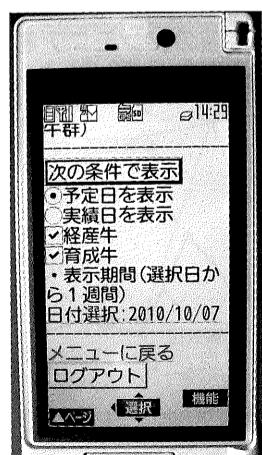 14:29
牛群)
次の条件で表示
予定日を表示
実績日を表示
経産牛
育成牛
・表示期間(選択日か
ら1週間)
日付選択:2010/10/07
メニューに戻る
ログアウト
機能
▲ページ
選択